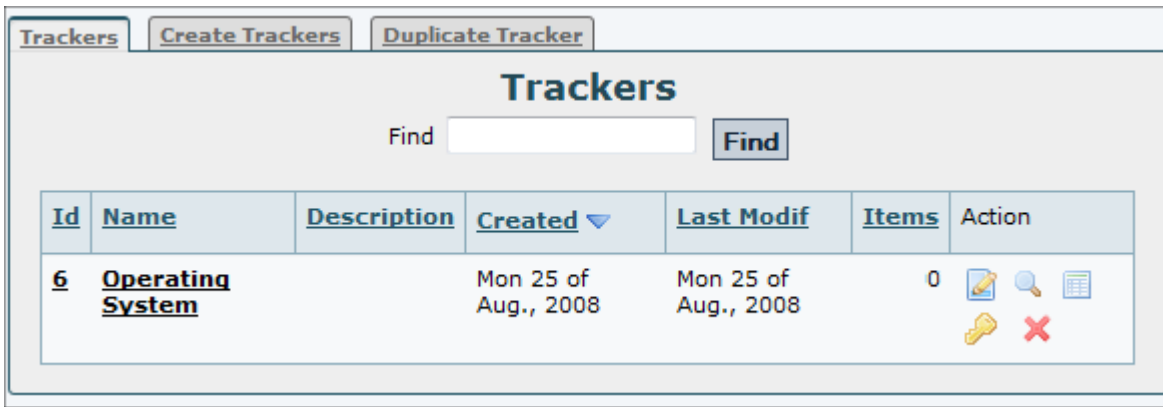 Trackers Create Trackers Duplicate Tracker
Trackers
Find Find
Id Name Description Created Last Modif Items Action
6 Operating Mon 25 of Mon 25 of 0
System Aug., 2008 Aug., 2008